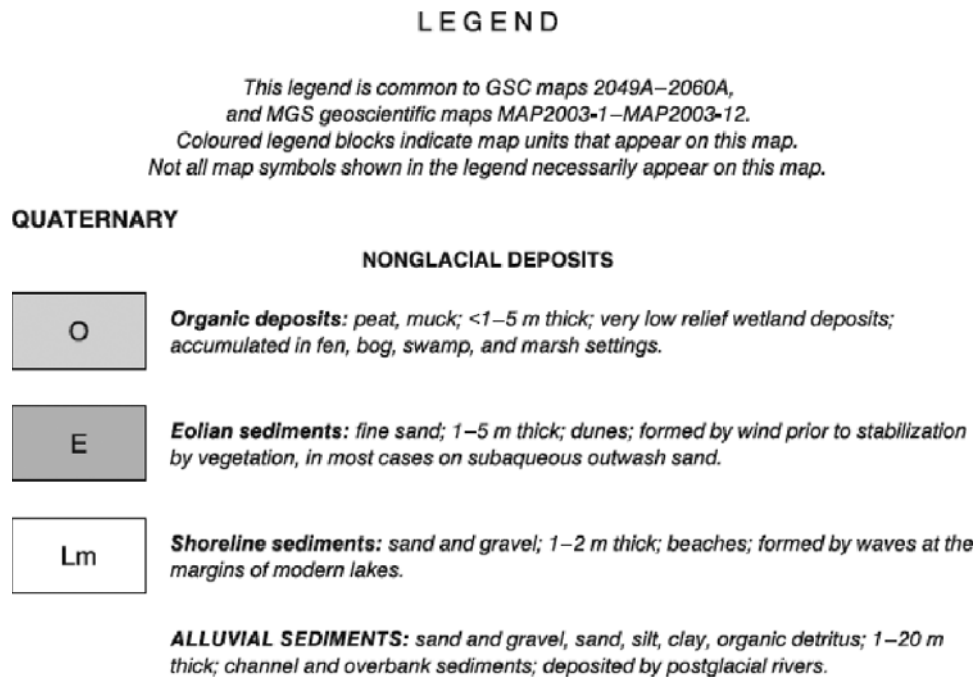 LEGEND
This legend is common to GSC maps 2049A–2060A,
and MGS geoscientific maps MAP2003-1–MAP2003-12.
Coloured legend blocks indicate map units that appear on this map.
Not all map symbols shown in the legend necessarily appear on this map.
QUATERNARY
NONGLACIAL DEPOSITS
O
Organic deposits: peat, muck; <1–5 m thick; very low relief wetland deposits;
accumulated in fen, bog, swamp, and marsh settings.
E
Eolian sediments: fine sand; 1–5 m thick; dunes; formed by wind prior to stabilization
by vegetation, in most cases on subaqueous outwash sand.
Lm
Shoreline sediments: sand and gravel; 1–2 m thick; beaches; formed by waves at the
margins of modern lakes.
ALLUVIAL SEDIMENTS: sand and gravel, sand, silt, clay, organic detritus; 1–20 m
thick; channel and overbank sediments; deposited by postglacial rivers.